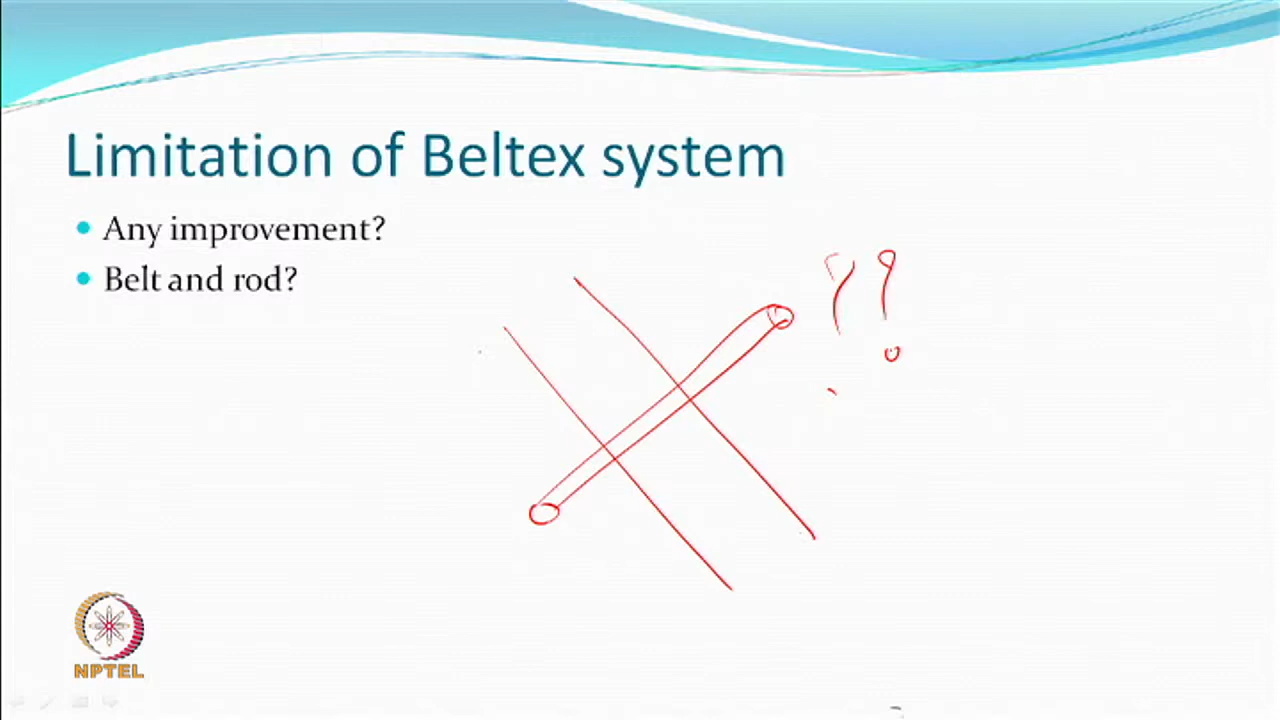 Limitation of Beltex system
Any improvement?
Belt and rod?
??
NPTEL